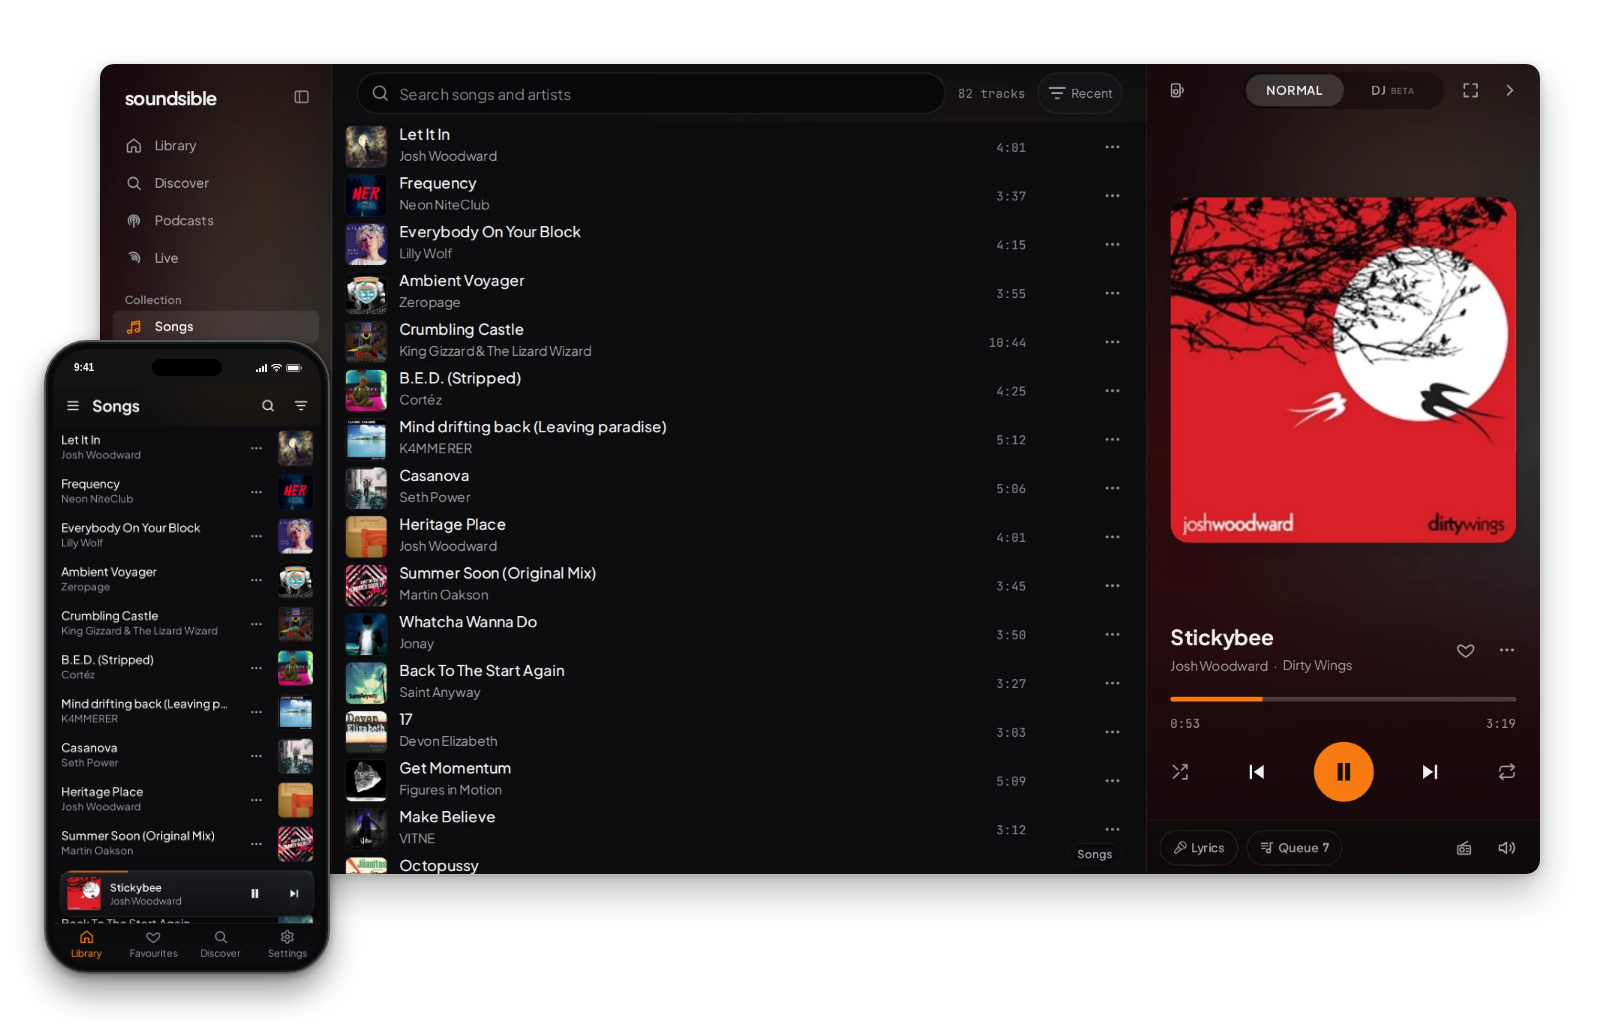 soundsible
Library
Discover
Podcasts
Live
Collection
Songs
Search songs and artists
82 tracks
Recent
Let It In
Josh Woodward
4:01
Frequency
Neon NiteClub
3:37
Everybody On Your Block
Lilly Wolf
4:15
Ambient Voyager
Zeropage
3:55
Crumbling Castle
King Gizzard & The Lizard Wizard
10:44
B.E.D. (Stripped)
Cortéz
4:25
Mind drifting back (Leaving paradise)
K4MMERER
5:12
Casanova
Seth Power
5:06
Heritage Place
Josh Woodward
4:01
Summer Soon (Original Mix)
Martin Oakson
3:45
Whatcha Wanna Do
Jonay
3:50
Back To The Start Again
Saint Anyway
3:27
17
Devon Elizabeth
3:03
Get Momentum
Figures in Motion
5:09
Make Believe
VITNE
3:12
Octopussy
Songs
NORMAL
DJ BETA
joshwoodward
dirtywings
Stickybee
Josh Woodward · Dirty Wings
0:53
3:19
Lyrics
Queue 7
9:41
Songs
Let It In
Josh Woodward
Frequency
Neon NiteClub
NER
Everybody On Your Block
Lilly Wolf
Ambient Voyager
Zeropage
Crumbling Castle
King Gizzard & The Lizard Wizard
B.E.D. (Stripped)
Cortéz
Mind drifting back (Leaving p...
K4MMERER
Casanova
Seth Power
Heritage Place
Josh Woodward
Summer Soon (Original Mix)
Martin Oakson
Stickybee
Josh Woodward
Back To The Start Again
Library
Favourites
Discover
Settings